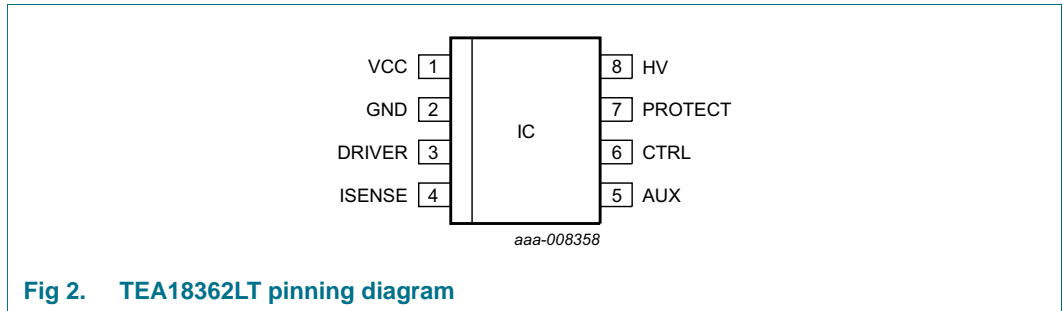 VCC 1 8 HV
GND 2 7 PROTECT
IC
DRIVER 3 6 CTRL
ISENSE 4 5 AUX
aaa-008358
Fig 2. TEA18362LT pinning diagram